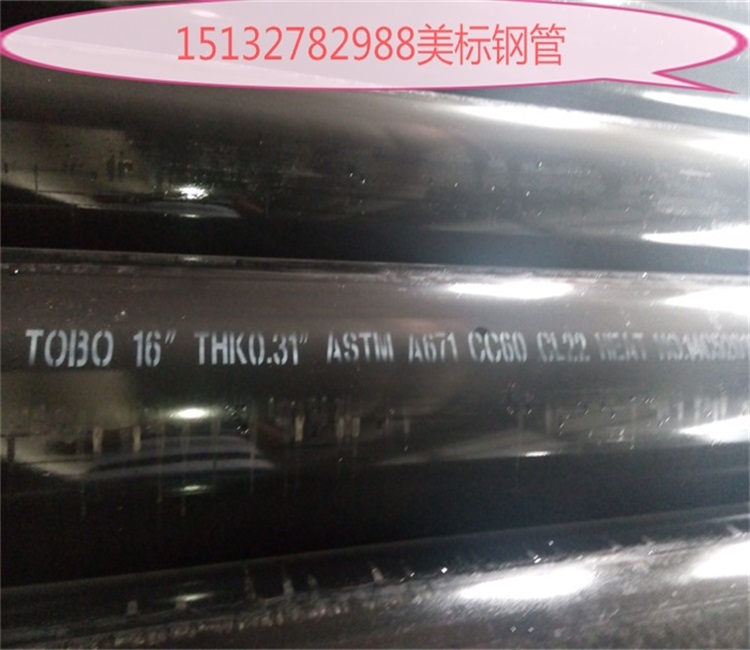 15132782988美标钢管
TOBO 16" THK0.31" ASTM A671 CC60 CL22 HEAT